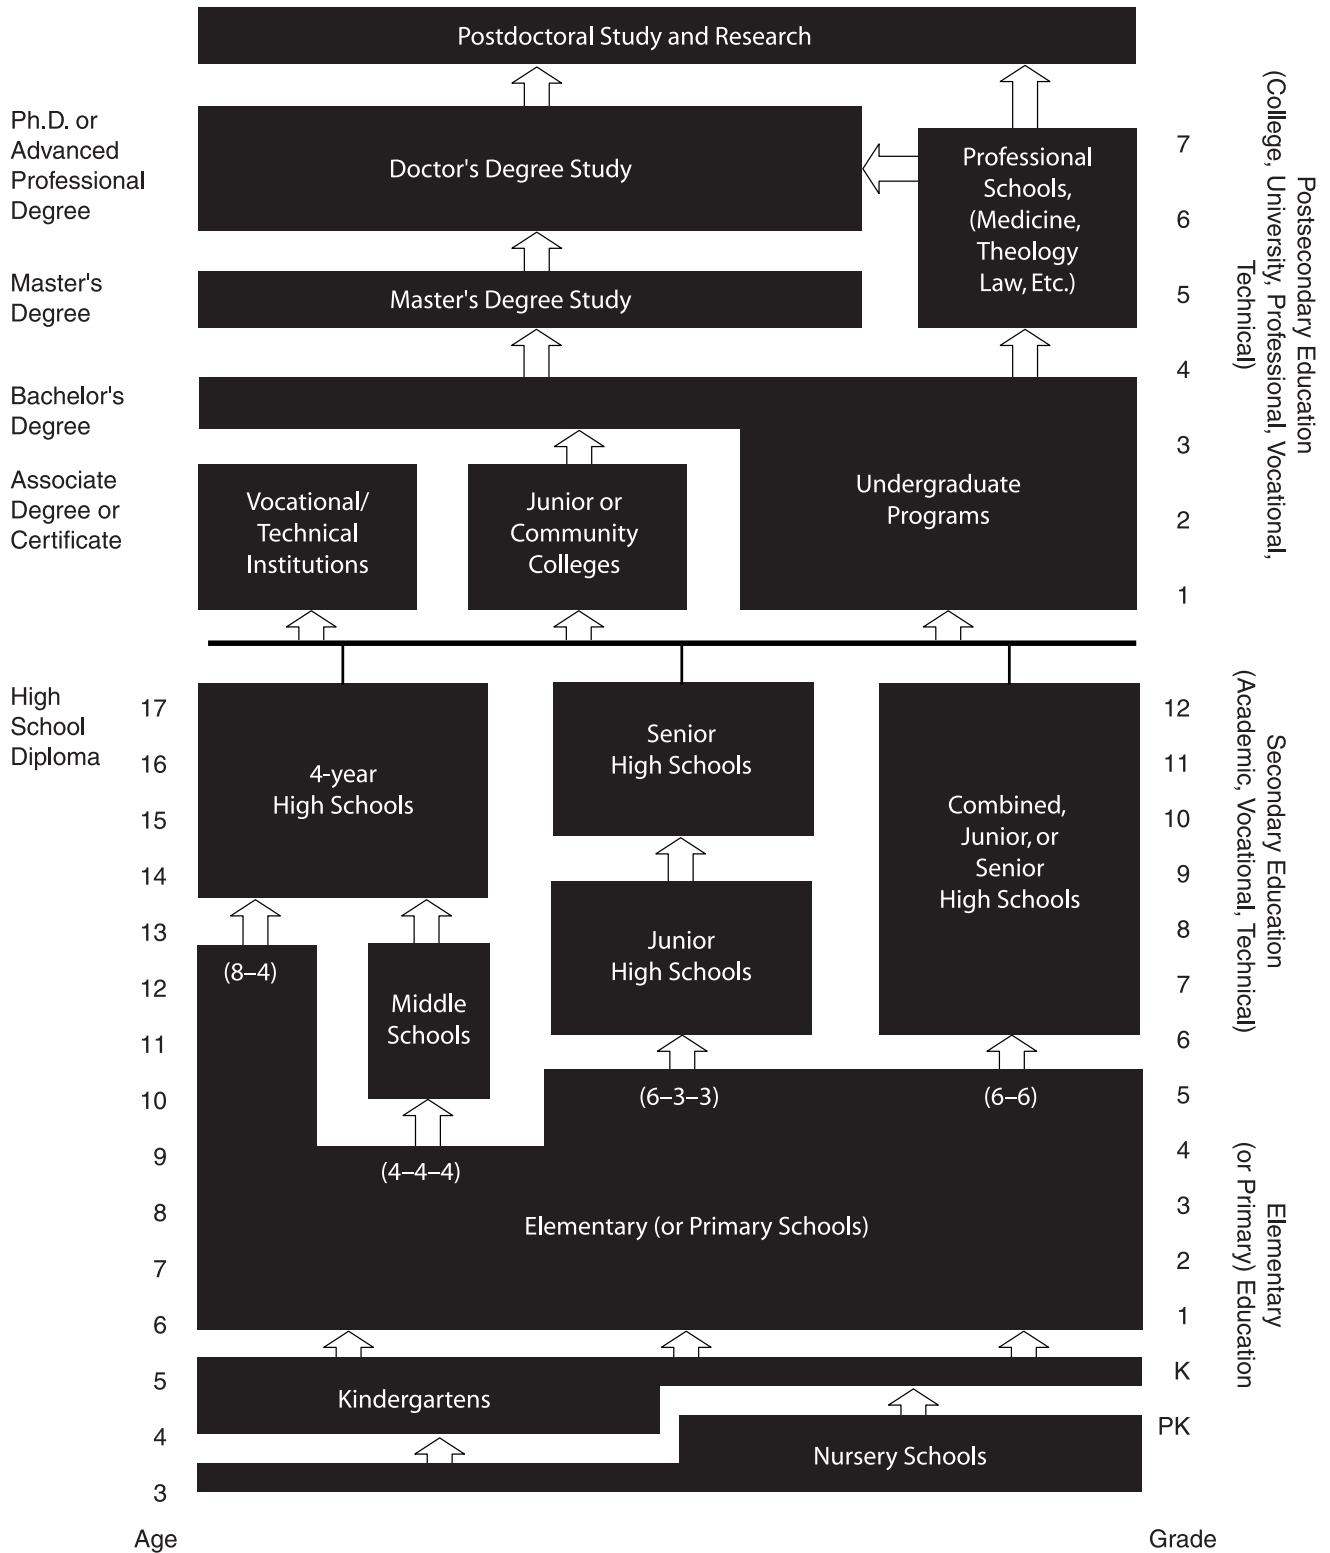 Postdoctoral Study and Research
Ph.D. or
Advanced
Professional
Degree
Doctor's Degree Study
Professional
Schools,
(Medicine,
Theology
Law, Etc.)
7
6
5
4
3
2
1
Postsecondary Education
(College, University, Professional, Vocational,
Technical)
Master's
Degree
Master's Degree Study
Bachelor's
Degree
Associate
Degree or
Certificate
Vocational/
Technical
Institutions
Junior or
Community
Colleges
Undergraduate
Programs
High
School
Diploma
17
16
15
14
13
12
11
10
9
8
7
6
5
4
3
Age
4-year
High Schools
Senior
High Schools
Combined,
Junior, or
Senior
High Schools
Junior
High Schools
Middle
Schools
(8–4)
(4–4–4)
(6–3–3)
(6–6)
Elementary (or Primary Schools)
Kindergartens
Nursery Schools
12
11
10
9
8
7
6
5
4
3
2
1
K
PK
Grade
Secondary Education
(Academic, Vocational, Technical)
Elementary
(or Primary) Education